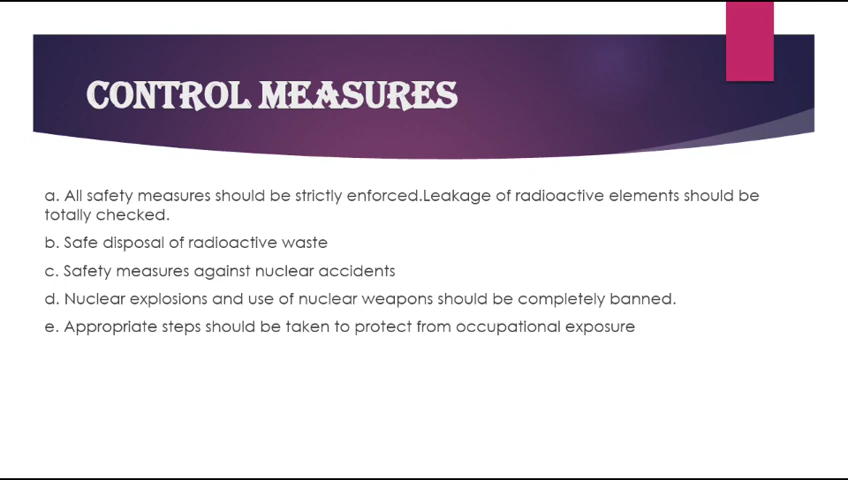 CONTROL MEASURES
a. All safety measures should be strictly enforced.Leakage of radioactive elements should be
totally checked.
b. Safe disposal of radioactive waste
c. Safety measures against nuclear accidents
d. Nuclear explosions and use of nuclear weapons should be completely banned.
e. Appropriate steps should be taken to protect from occupational exposure